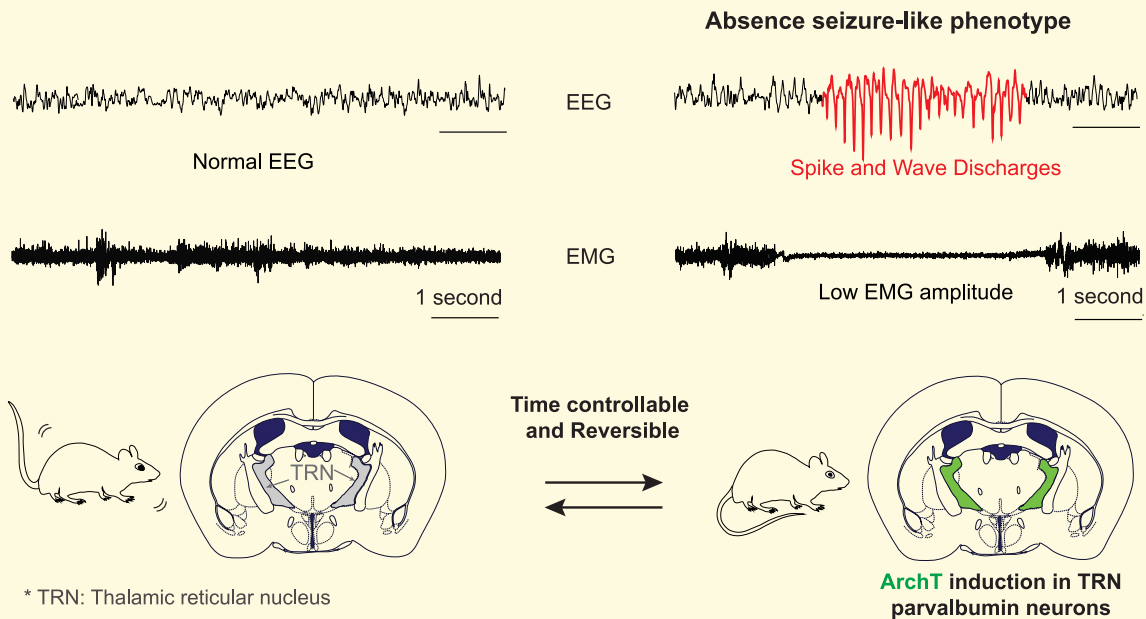 Absence seizure-like phenotype
EEG
Normal EEG
Spike and Wave Discharges
EMG
1 second
Low EMG amplitude
1 second
Time controllable
and Reversible
TRN
* TRN: Thalamic reticular nucleus
ArchT induction in TRN
parvalbumin neurons